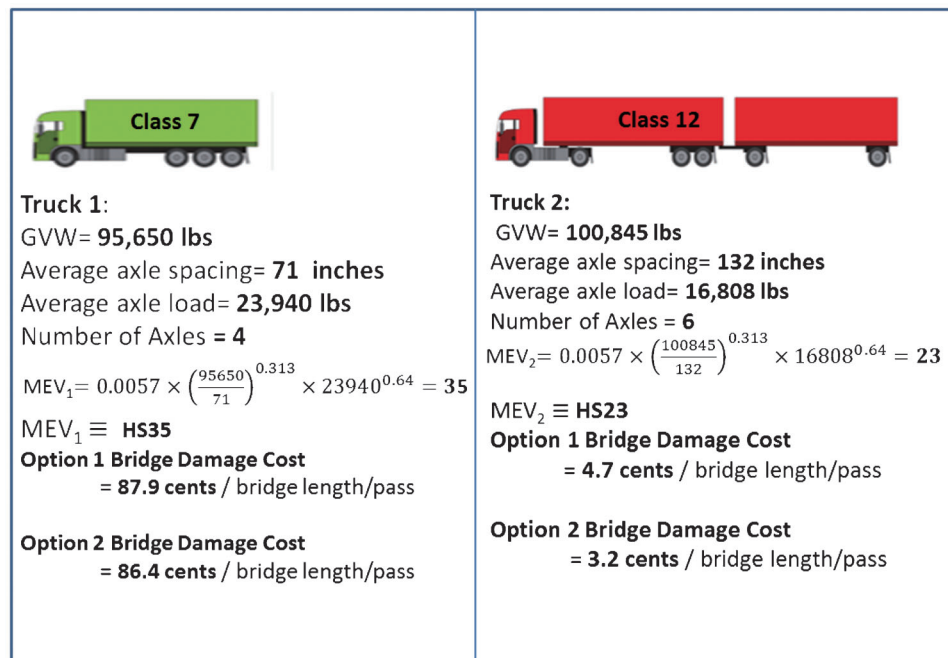 Class 7
Truck 1:
GVW= 95,650 lbs
Average axle spacing= 71 inches
Average axle load= 23,940 lbs
Number of Axles = 4
MEV₁= 0.0057 × (95650/71)^0.313 × 23940^0.64 = 35
MEV₁ ≡ HS35
Option 1 Bridge Damage Cost
= 87.9 cents / bridge length/pass
Option 2 Bridge Damage Cost
= 86.4 cents / bridge length/pass
Class 12
Truck 2:
GVW= 100,845 lbs
Average axle spacing= 132 inches
Average axle load= 16,808 lbs
Number of Axles = 6
MEV₂= 0.0057 × (100845/132)^0.313 × 16808^0.64 = 23
MEV₂ ≡ HS23
Option 1 Bridge Damage Cost
= 4.7 cents / bridge length/pass
Option 2 Bridge Damage Cost
= 3.2 cents / bridge length/pass